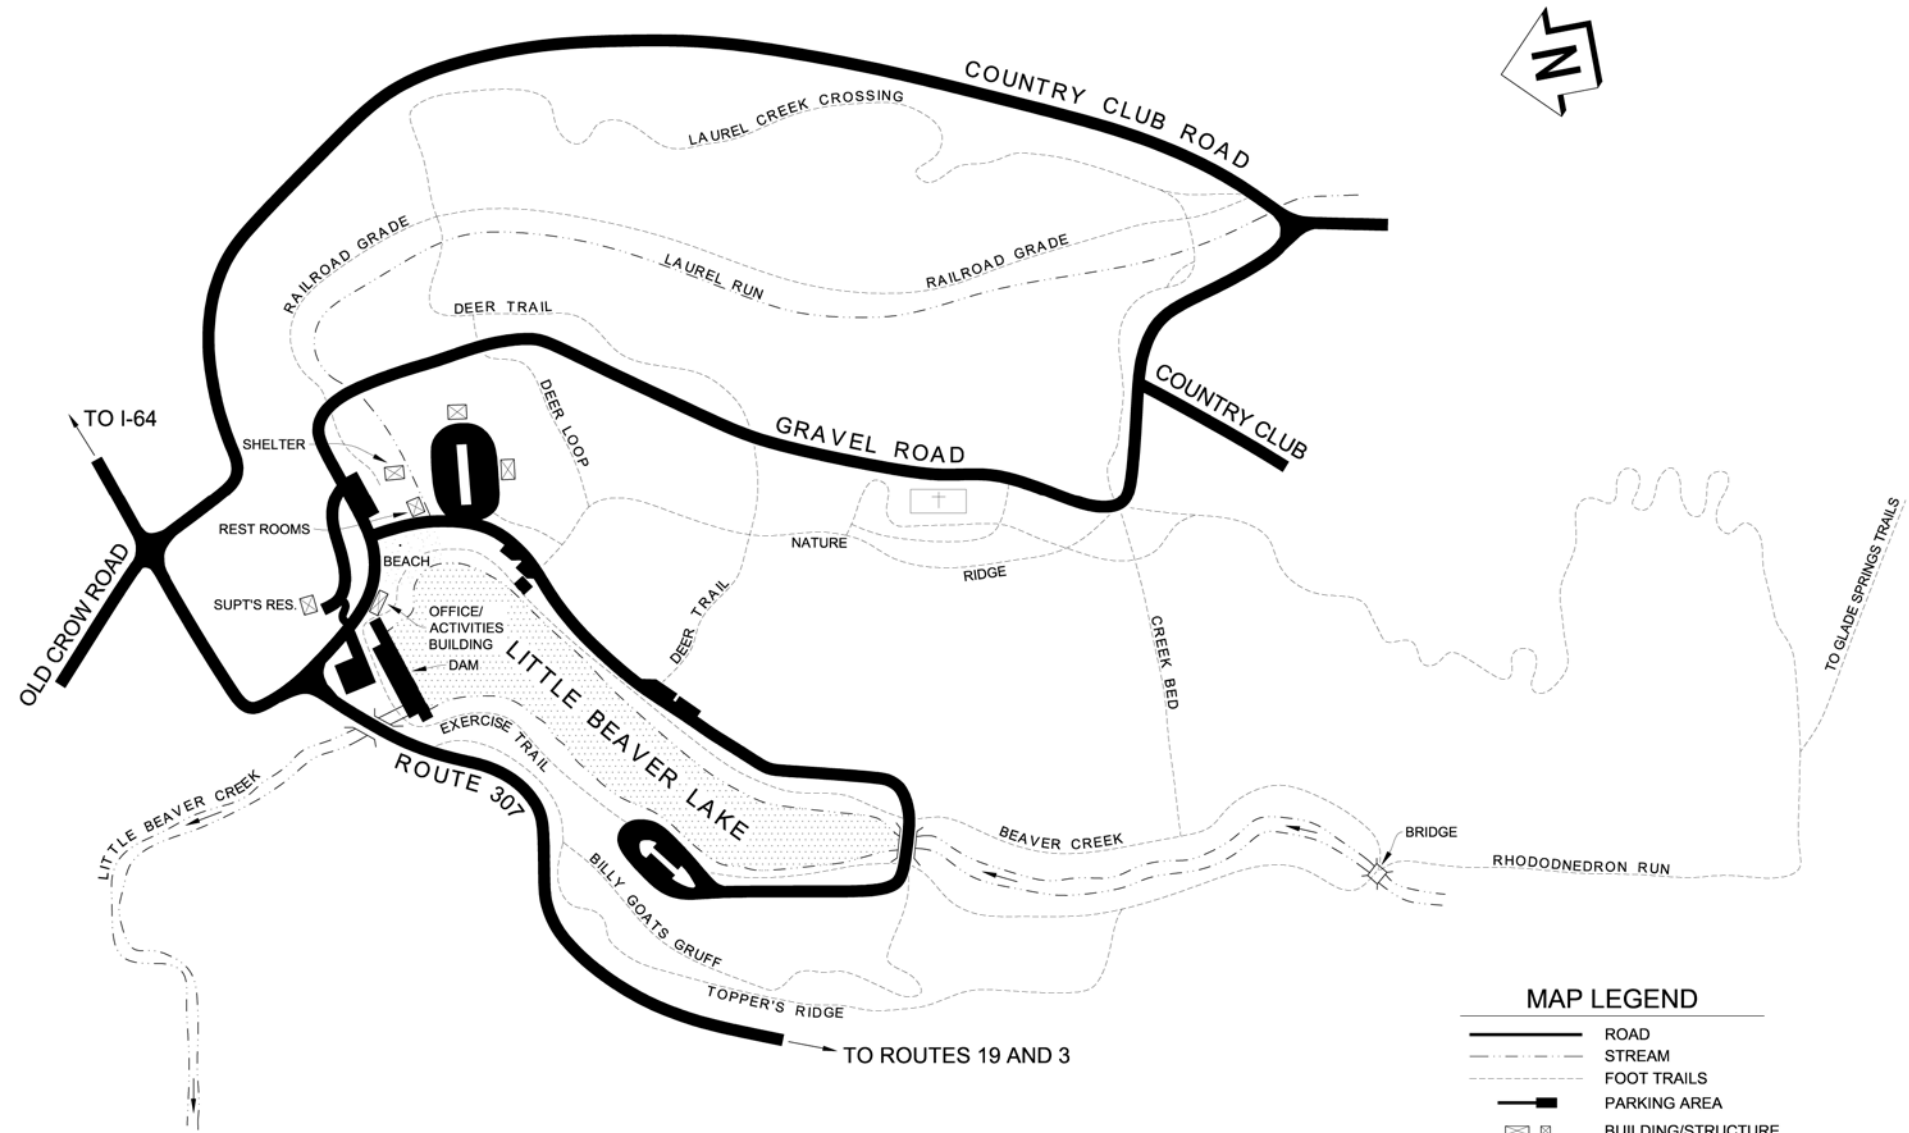 N
COUNTRY CLUB ROAD
LAUREL CREEK CROSSING
RAILROAD GRADE
LAUREL RUN
RAILROAD GRADE
DEER TRAIL
COUNTRY CLUB
TO I-64
DEER LOOP
SHELTER
GRAVEL ROAD
REST ROOMS
NATURE
BEACH
RIDGE
OLD CROW ROAD
SUPT'S RES.
OFFICE/
ACTIVITIES
BUILDING
DAM
DEER TRAIL
CREEK BED
TO GLADE SPRINGS TRAILS
LITTLE BEAVER LAKE
EXERCISE TRAIL
ROUTE 307
LITTLE BEAVER CREEK
BEAVER CREEK
BRIDGE
RHODODNEDRON RUN
BILLY GOATS GRUFF
TOPPER'S RIDGE
TO ROUTES 19 AND 3
MAP LEGEND
ROAD
STREAM
FOOT TRAILS
PARKING AREA
BUILDING/STRUCTURE